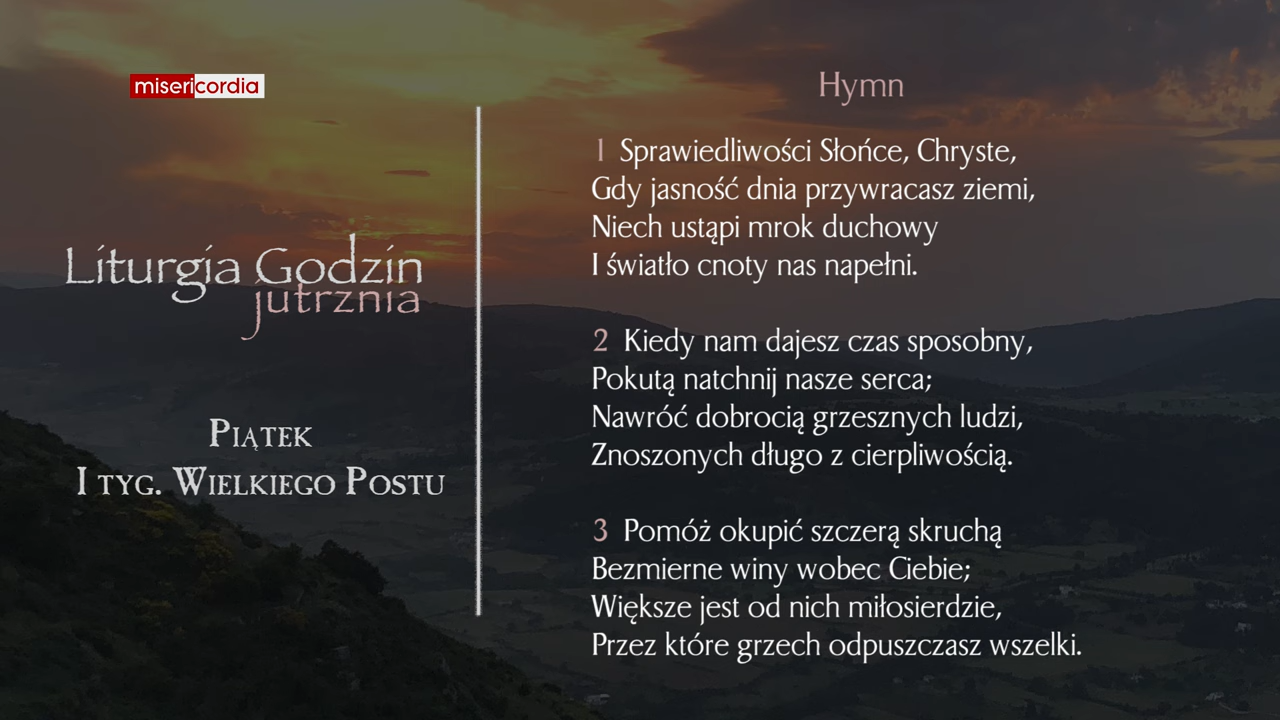 misericordia
Liturgia Godzin
jutrznia
Piątek
I tyg. Wielkiego Postu
Hymn
1 Sprawiedliwości Słońce, Chryste,
Gdy jasność dnia przywracasz ziemi,
Niech ustąpi mrok duchowy
I światło cnoty nas napełni.
2 Kiedy nam dajesz czas sposobny,
Pokutą natchnij nasze serca;
Nawróć dobrocią grzesznych ludzi,
Znoszonych długo z cierpliwością.
3 Pomóż okupić szczerą skruchą
Bezmierne winy wobec Ciebie;
Większe jest od nich miłosierdzie,
Przez które grzech odpuszczasz wszelki.